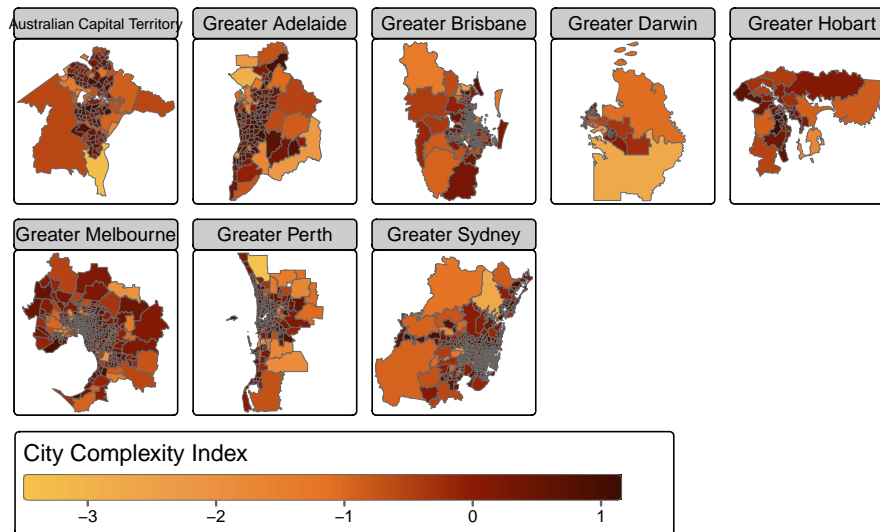 Australian Capital Territory
Greater Adelaide
Greater Brisbane
Greater Darwin
Greater Hobart
Greater Melbourne
Greater Perth
Greater Sydney
City Complexity Index
−3 −2 −1 0 1